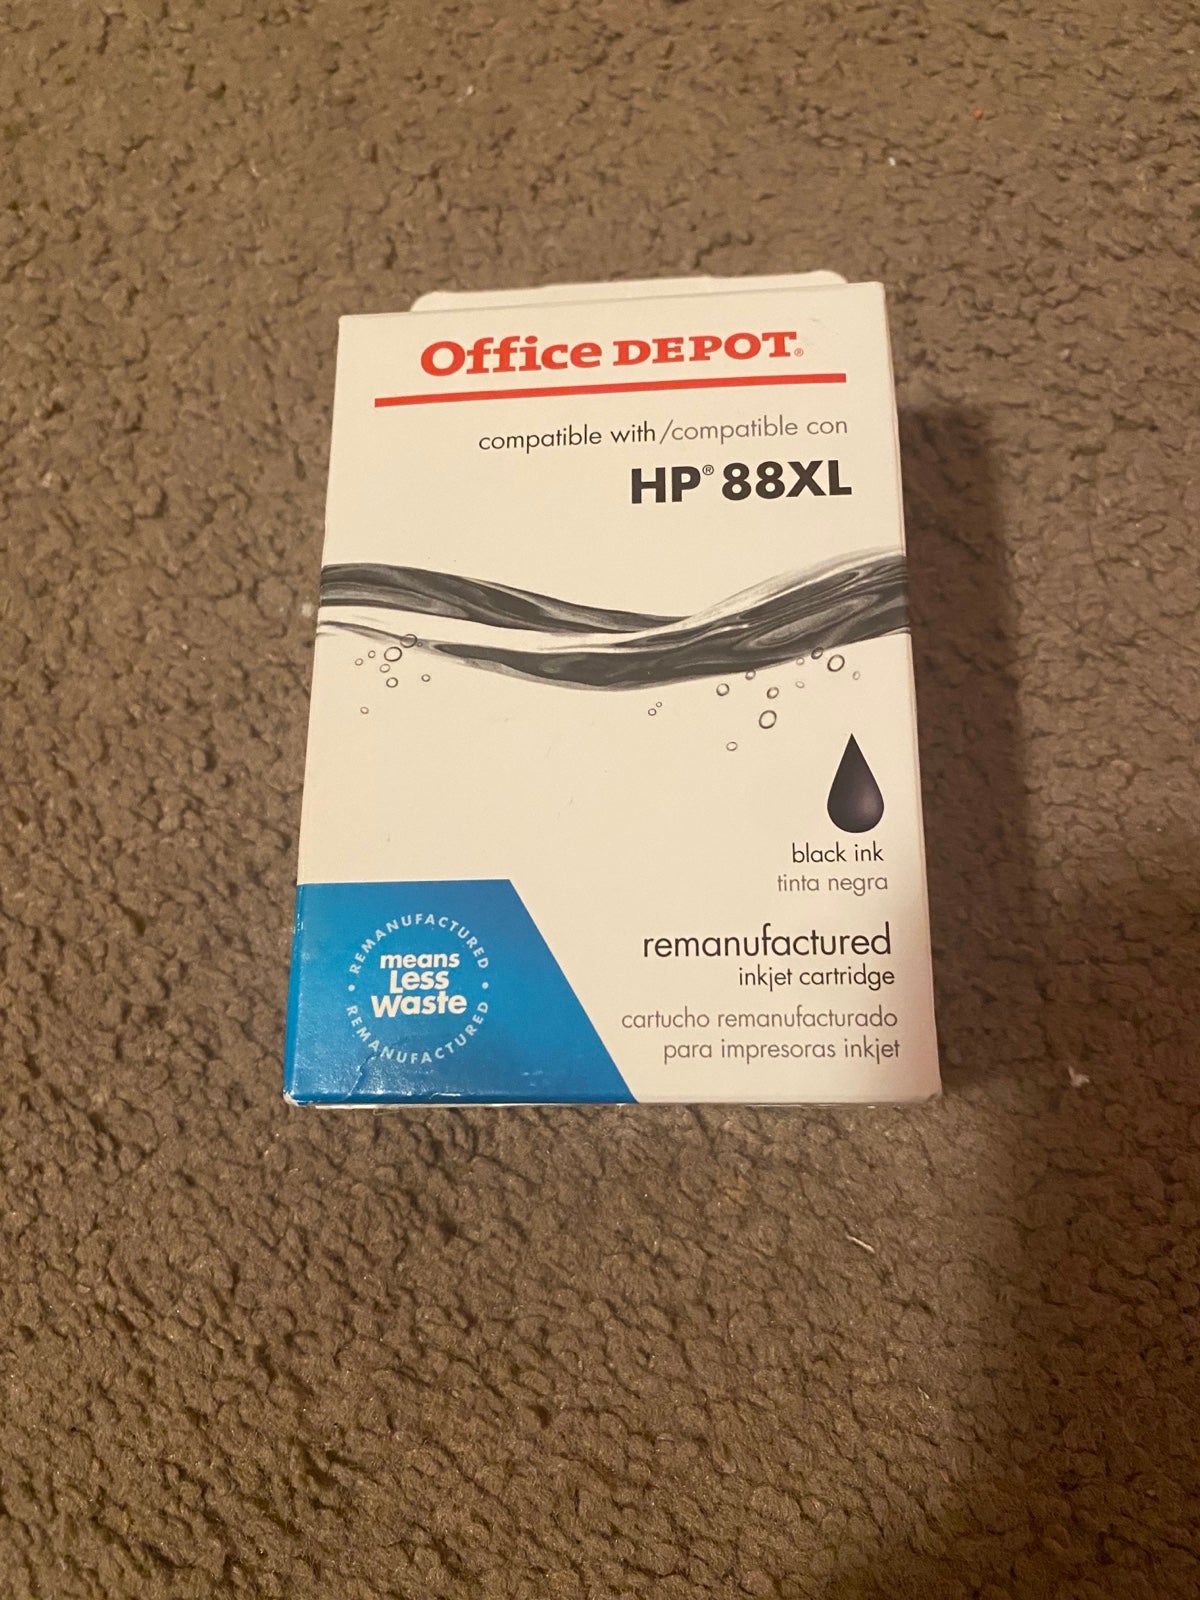 Office DEPOT®
compatible with/compatible con
HP® 88XL
black ink
tinta negra
remanufactured
inkjet cartridge
cartucho remanufacturado
para impresoras inkjet
• REMANUFACTURED •
means
Less
Waste
REMANUFACTURED